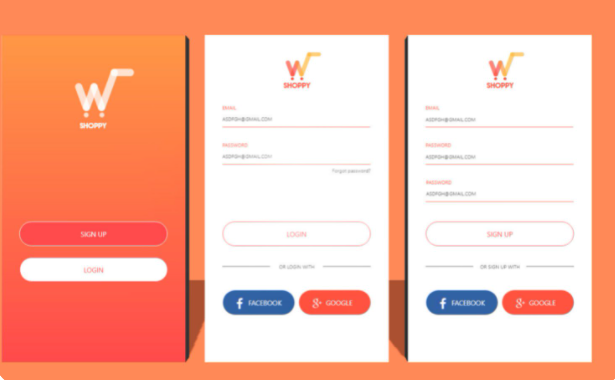 SHOPPY
SIGN UP
LOGIN
SHOPPY
EMAIL
ASDFGH@GMAIL.COM
PASSWORD
ASDFGH@GMAIL.COM
Forgot password?
LOGIN
OR LOGIN WITH
f FACEBOOK
g+ GOOGLE
SHOPPY
EMAIL
ASDFGH@GMAIL.COM
PASSWORD
ASDFGH@GMAIL.COM
PASSWORD
ASDFGH@GMAIL.COM
SIGN UP
OR SIGN UP WITH
f FACEBOOK
g+ GOOGLE